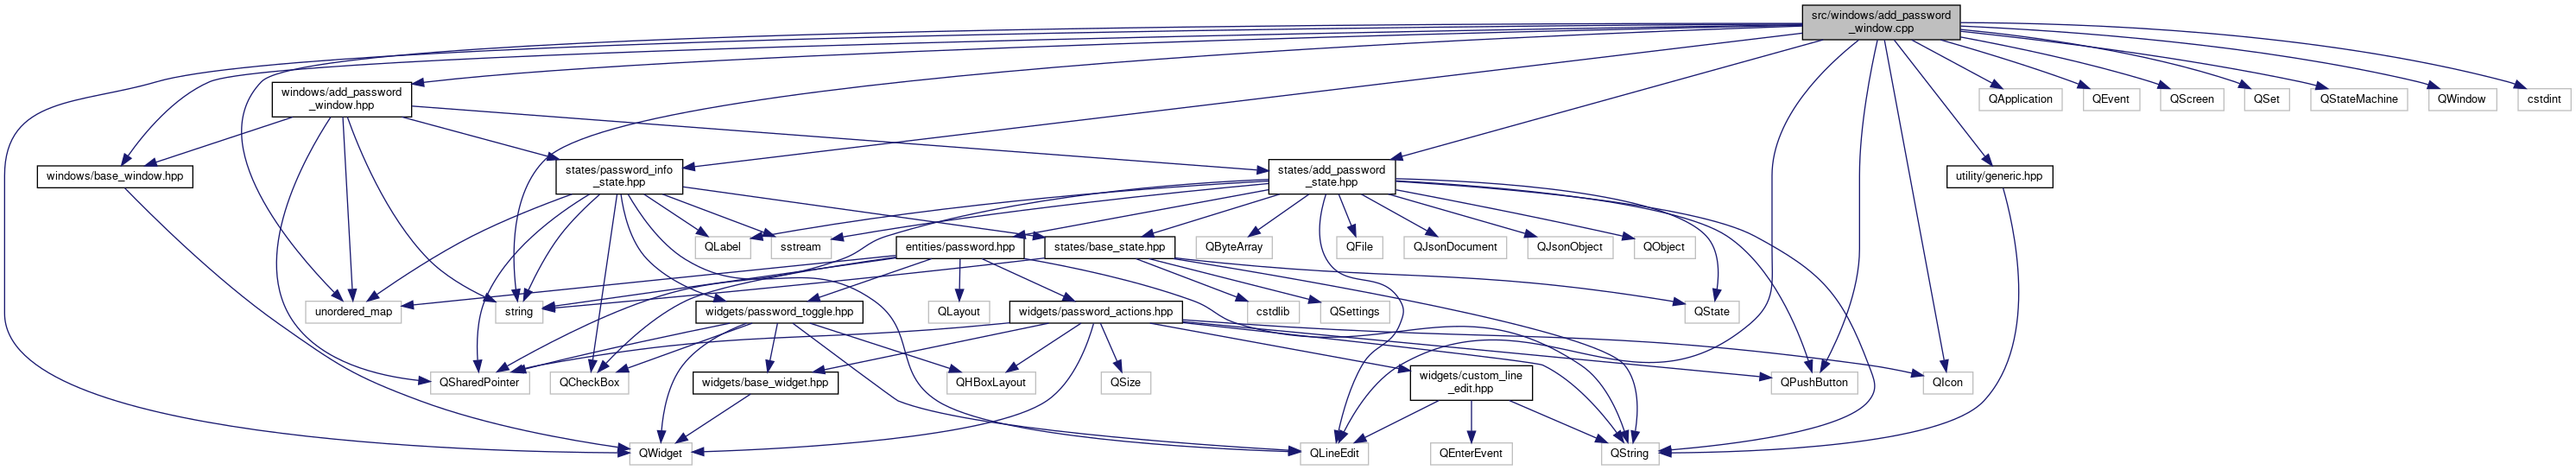 src/windows/add_password
_window.cpp
windows/add_password
_window.hpp
QApplication
QEvent
QScreen
QSet
QStateMachine
QWindow
cstdint
windows/base_window.hpp
states/password_info
_state.hpp
states/add_password
_state.hpp
utility/generic.hpp
QLabel
sstream
entities/password.hpp
states/base_state.hpp
QByteArray
QFile
QJsonDocument
QJsonObject
QObject
unordered_map
string
widgets/password_toggle.hpp
QLayout
widgets/password_actions.hpp
cstdlib
QSettings
QState
QSharedPointer
QCheckBox
widgets/base_widget.hpp
QHBoxLayout
QSize
widgets/custom_line
_edit.hpp
QPushButton
QIcon
QWidget
QLineEdit
QEnterEvent
QString